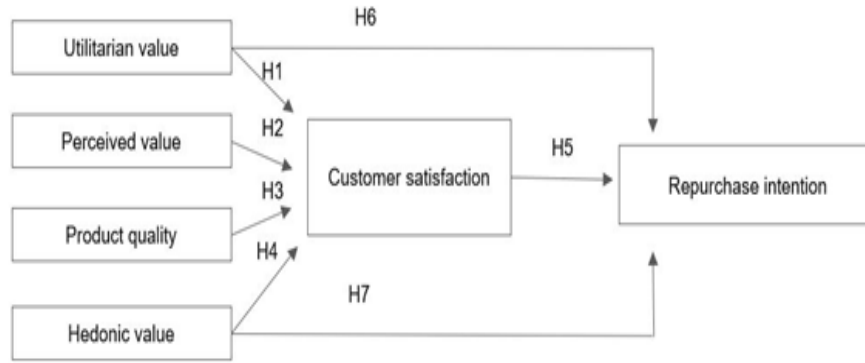 H6
Utilitarian value
H1
Perceived value
H2
Customer satisfaction
H5
Repurchase intention
H3
Product quality
H4
H7
Hedonic value